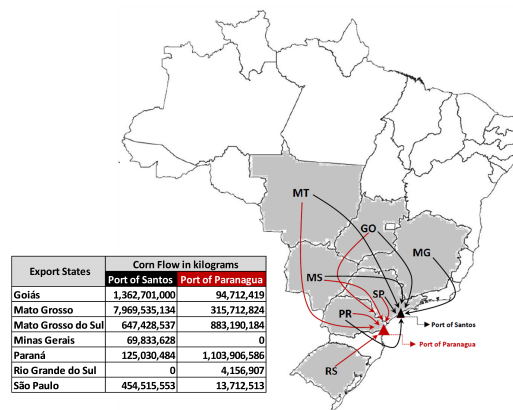 MT
GO
MG
MS
SP
PR
RS
Port of Santos
Port of Paranagua
Export States Corn Flow in kilograms
Port of Santos Port of Paranagua
Goiás 1,362,701,000 94,712,419
Mato Grosso 7,969,535,134 315,712,824
Mato Grosso do Sul 647,428,537 883,190,184
Minas Gerais 69,833,628 0
Paraná 125,030,484 1,103,906,586
Rio Grande do Sul 0 4,156,907
São Paulo 454,515,553 13,712,513